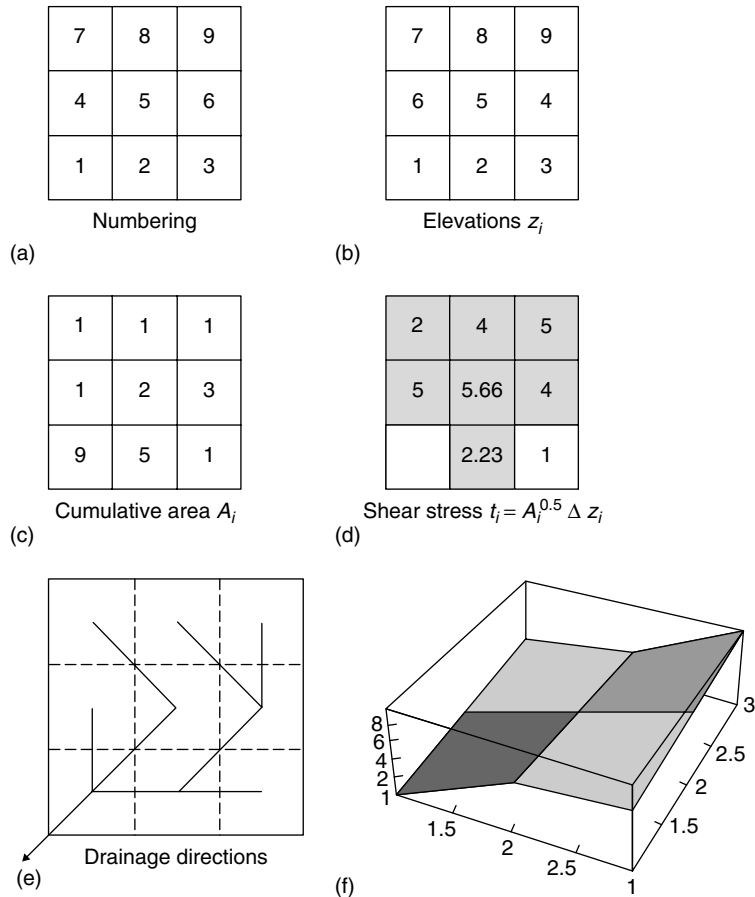 7 8 9
4 5 6
1 2 3
Numbering
(a)
7 8 9
6 5 4
1 2 3
Elevations z_i
(b)
1 1 1
1 2 3
9 5 1
Cumulative area A_i
(c)
2 4 5
5 5.66 4
2.23 1
Shear stress t_i = A_i^0.5 Δ z_i
(d)
Drainage directions
(e)
8
6
4
2
1
1.5
2
2.5
1
1.5
2
2.5
3
(f)